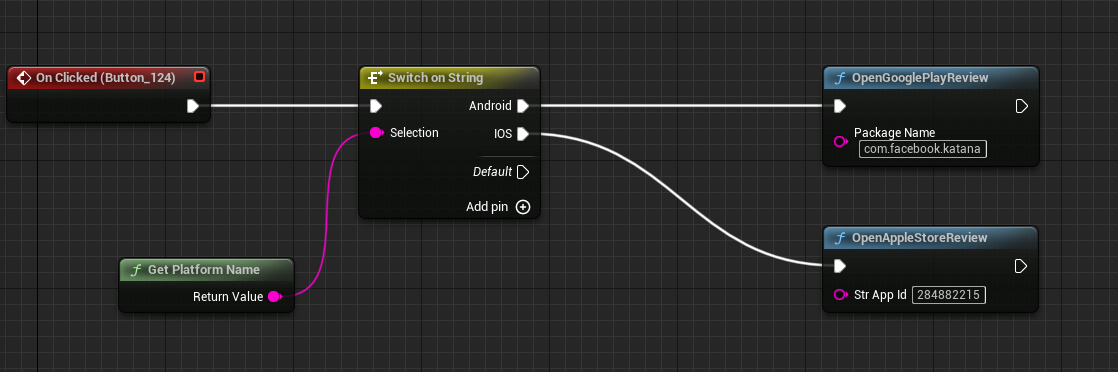 On Clicked (Button_124)
Switch on String
Android
Selection
IOS
Default
Add pin
Get Platform Name
Return Value
OpenGooglePlayReview
Package Name
com.facebook.katana
OpenAppleStoreReview
Str App Id 284882215